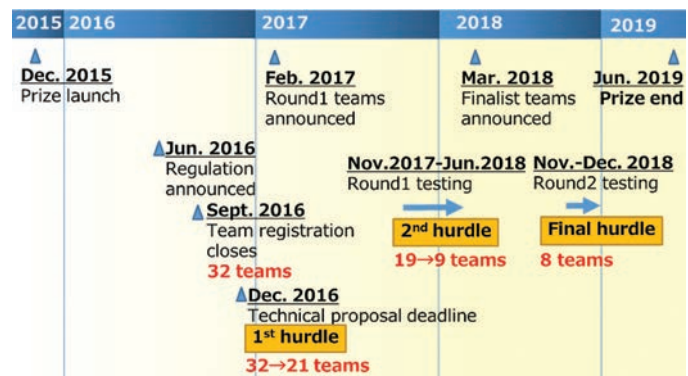 2015 2016 2017 2018 2019
Dec. 2015
Prize launch
Feb. 2017
Round1 teams
announced
Mar. 2018
Finalist teams
announced
Jun. 2019
Prize end
Jun. 2016
Regulation
announced
Nov.2017-Jun.2018
Round1 testing
Nov.-Dec. 2018
Round2 testing
Sept. 2016
Team registration
closes
32 teams
2nd hurdle
19→9 teams
Final hurdle
8 teams
Dec. 2016
Technical proposal deadline
1st hurdle
32→21 teams